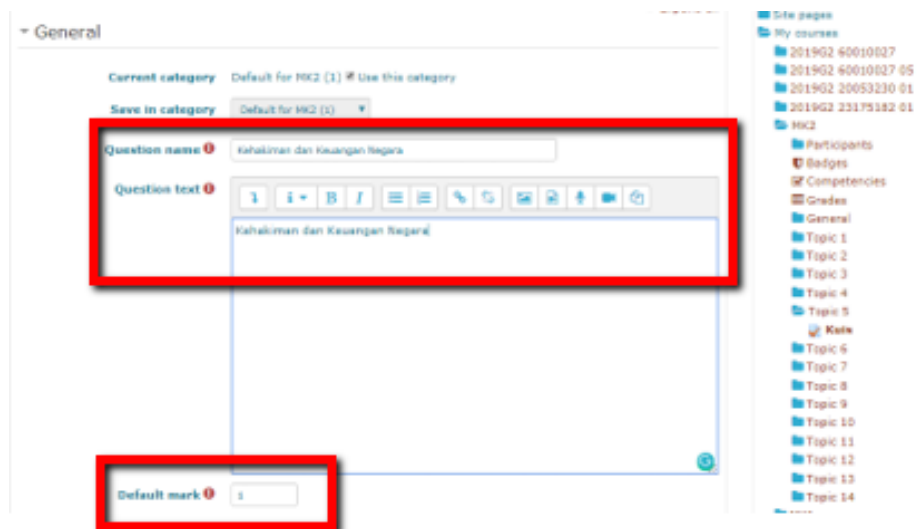 General
Current category Default for MK2 (1) Use this category
Save in category Default for MK2 (1)
Question name Kehakiman dan Keuangan Negara
Question text
Kehakiman dan Keuangan Negara
Default mark 1
Site pages
My courses
2019G2 60010027
2019G2 60010027 05
2019G2 20053230 01
2019G2 23175182 01
MK2
Participants
Badges
Competencies
Grades
General
Topic 1
Topic 2
Topic 3
Topic 4
Topic 5
Kuis
Topic 6
Topic 7
Topic 8
Topic 9
Topic 10
Topic 11
Topic 12
Topic 13
Topic 14